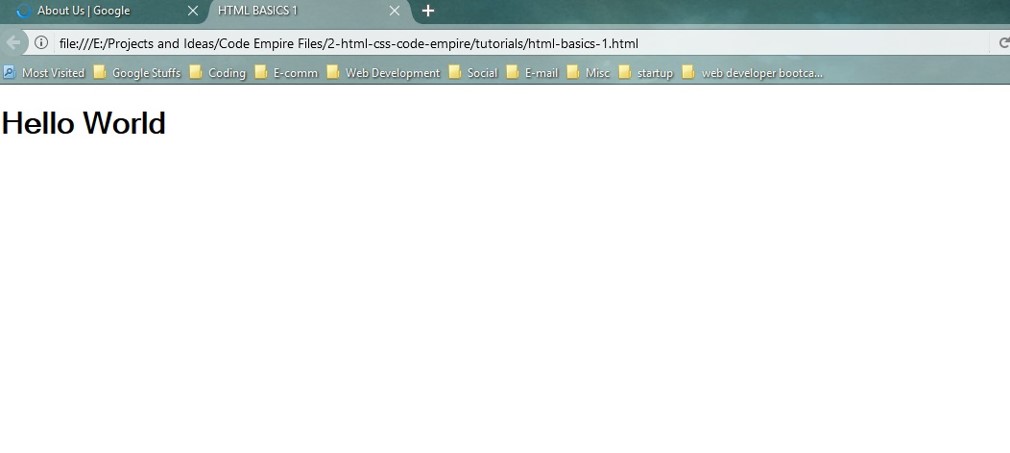 About Us | Google HTML BASICS 1
file:///E:/Projects and Ideas/Code Empire Files/2-html-css-code-empire/tutorials/html-basics-1.html
Most Visited Google Stuffs Coding E-comm Web Development Social E-mail Misc startup web developer bootca...
Hello World